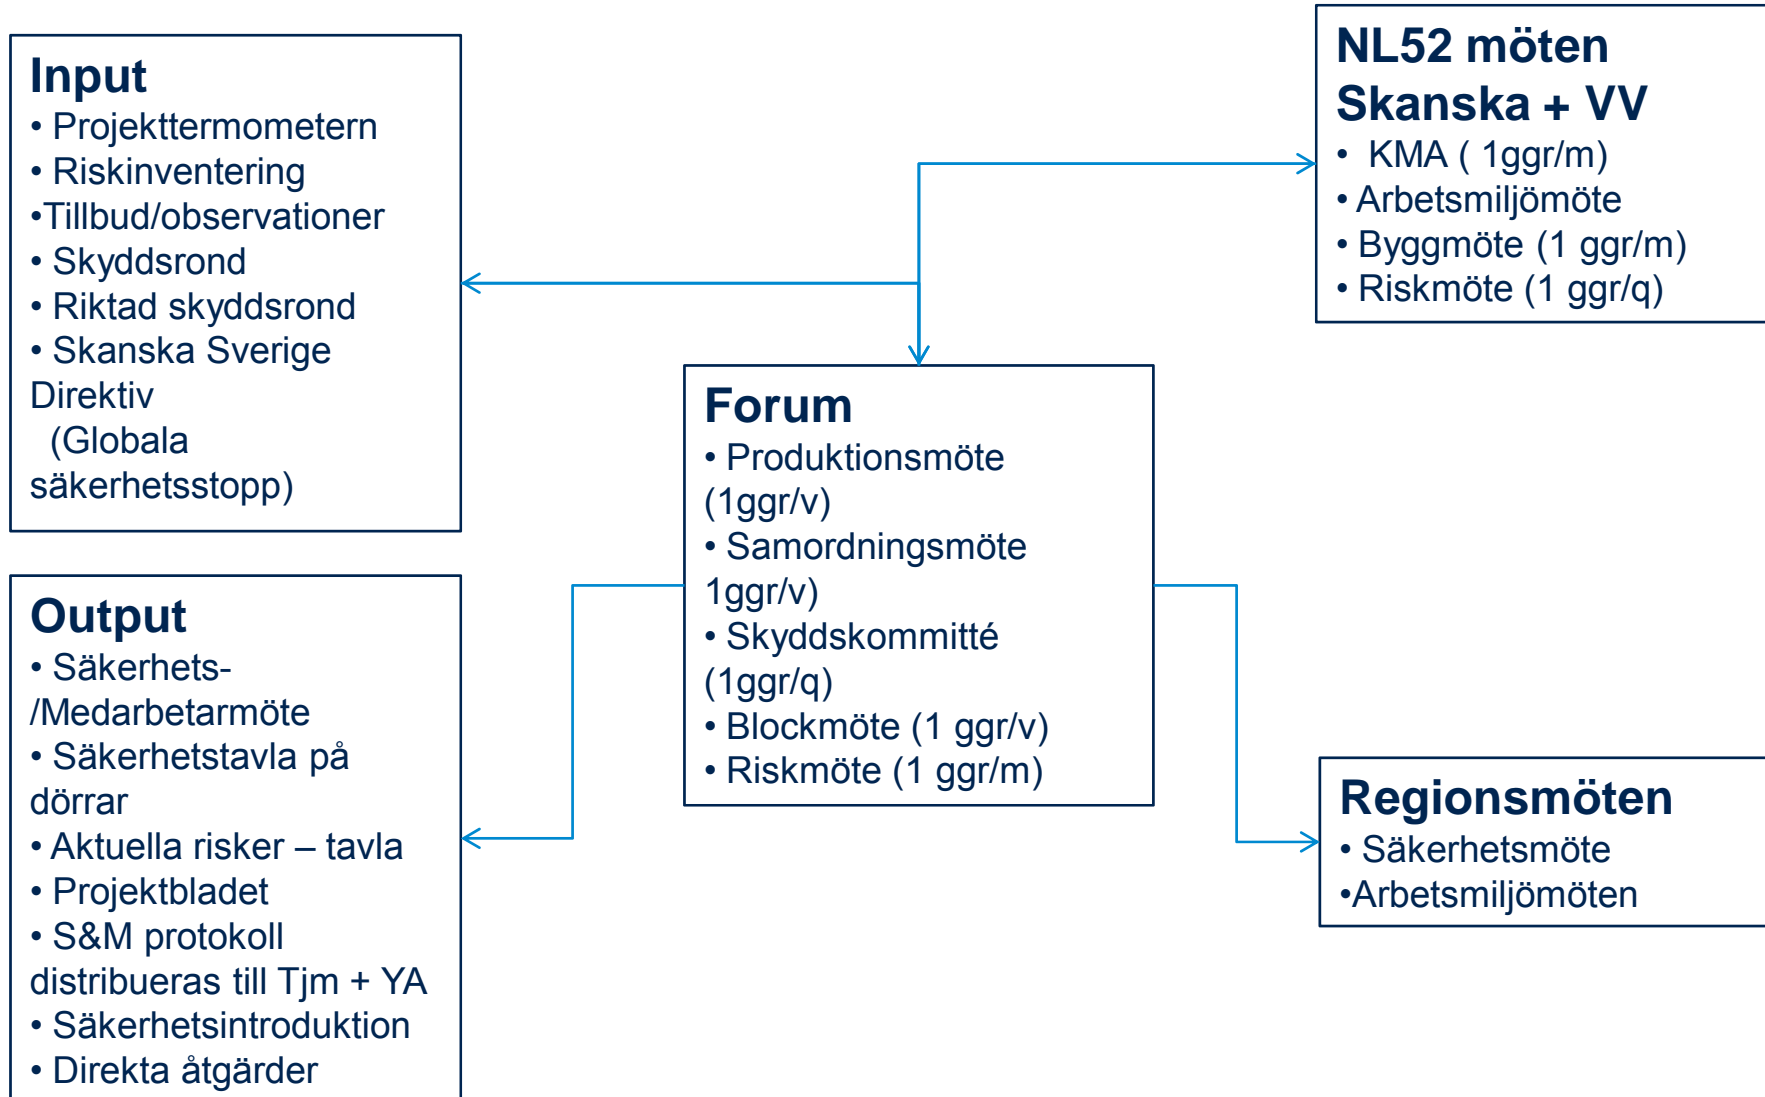 Input
• Projekttermometern
• Riskinventering
•Tillbud/observationer
• Skyddsrond
• Riktad skyddsrond
• Skanska Sverige
Direktiv
(Globala
säkerhetsstopp)
NL52 möten
Skanska + VV
• KMA ( 1ggr/m)
• Arbetsmiljömöte
• Byggmöte (1 ggr/m)
• Riskmöte (1 ggr/q)
Forum
• Produktionsmöte
(1ggr/v)
• Samordningsmöte
1ggr/v)
• Skyddskommitté
(1ggr/q)
• Blockmöte (1 ggr/v)
• Riskmöte (1 ggr/m)
Output
• Säkerhets-
/Medarbetarmöte
• Säkerhetstavla på
dörrar
• Aktuella risker – tavla
• Projektbladet
• S&M protokoll
distribueras till Tjm + YA
• Säkerhetsintroduktion
• Direkta åtgärder
Regionsmöten
• Säkerhetsmöte
•Arbetsmiljömöten